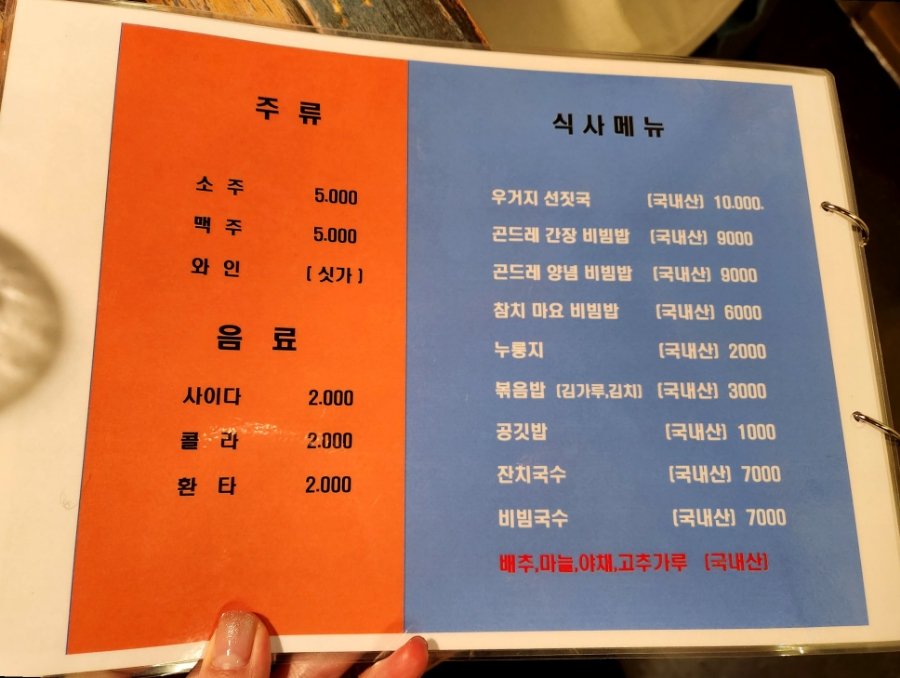 주 류
소 주 5.000
맥 주 5.000
와 인 ( 싯가 )
음 료
사이다 2.000
콜 라 2.000
환 타 2.000
식사메뉴
우거지 선짓국 (국내산) 10.000.
곤드레 간장 비빔밥 (국내산) 9000
곤드레 양념 비빔밥 (국내산) 9000
참치 마요 비빔밥 (국내산) 6000
누룽지 (국내산) 2000
볶음밥 (김가루,김치) (국내산) 3000
공깃밥 (국내산) 1000
잔치국수 (국내산) 7000
비빔국수 (국내산) 7000
배추,마늘,야채,고추가루 (국내산)